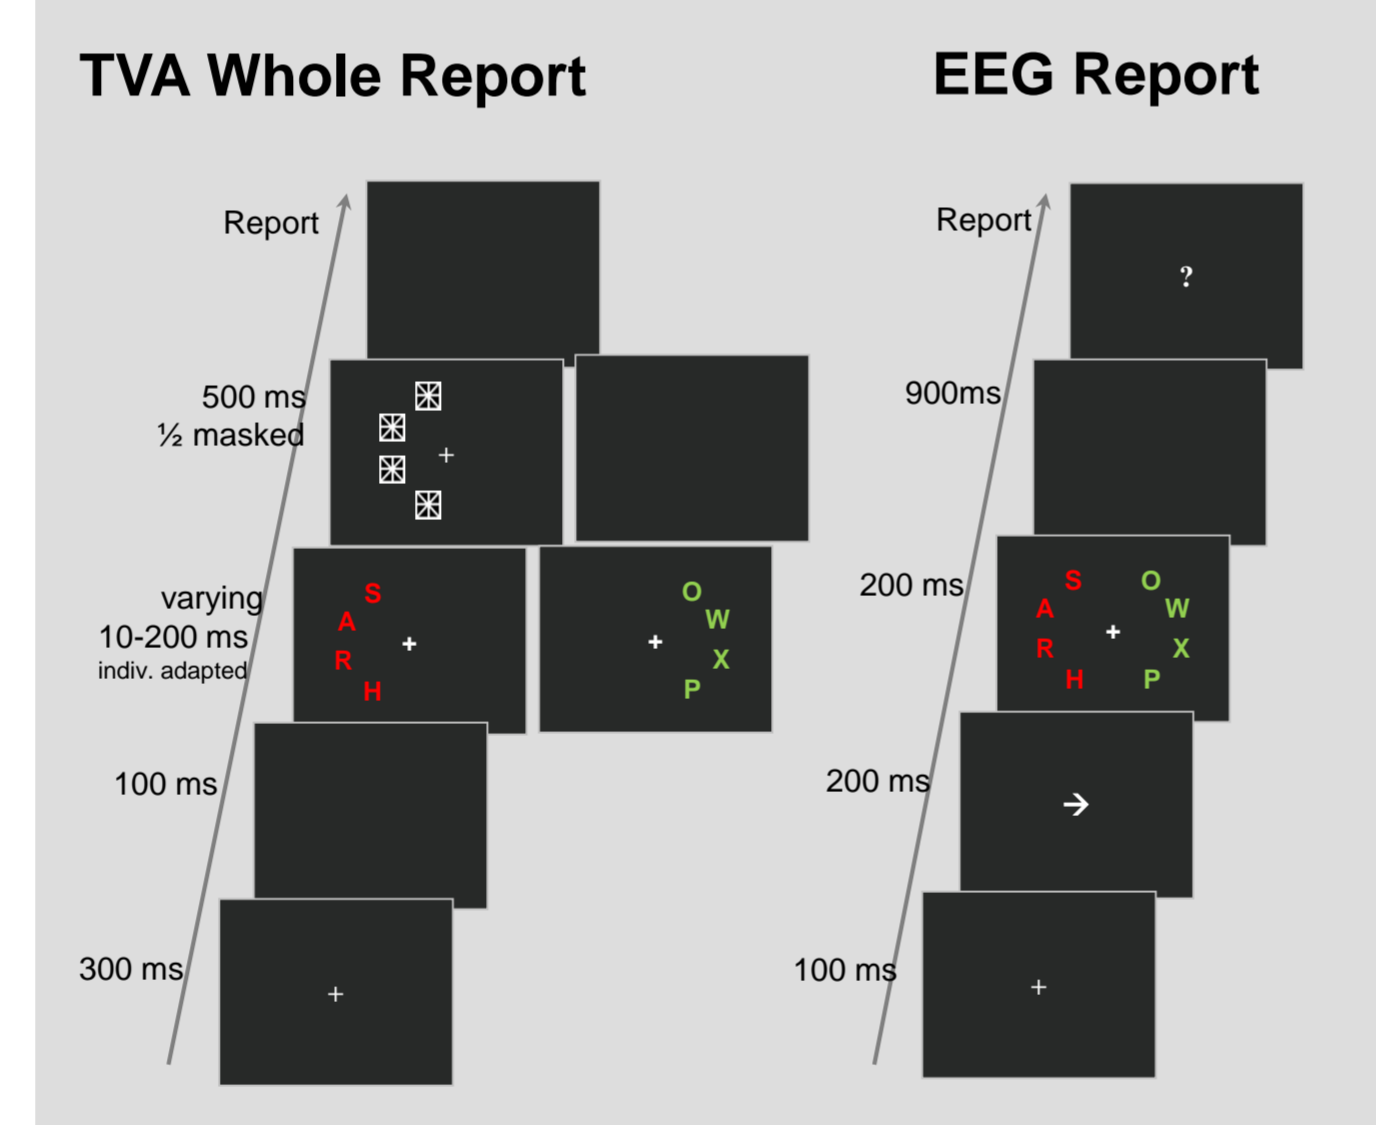 TVA Whole Report
EEG Report
Report
500 ms
½ masked
+
varying
10-200 ms
indiv. adapted
S
A
R
H
+
O
W
X
P
+
100 ms
300 ms
+
Report
?
900ms
200 ms
S
A
R
H
+
O
W
X
P
200 ms
→
100 ms
+